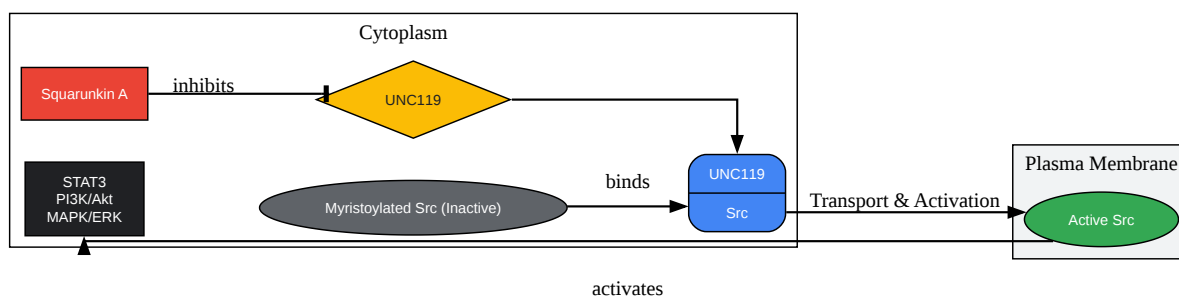 Cytoplasm
Squarunkin A
inhibits
UNC119
STAT3
PI3K/Akt
MAPK/ERK
Myristoylated Src (Inactive)
binds
UNC119
Src
Transport & Activation
Plasma Membrane
Active Src
activates